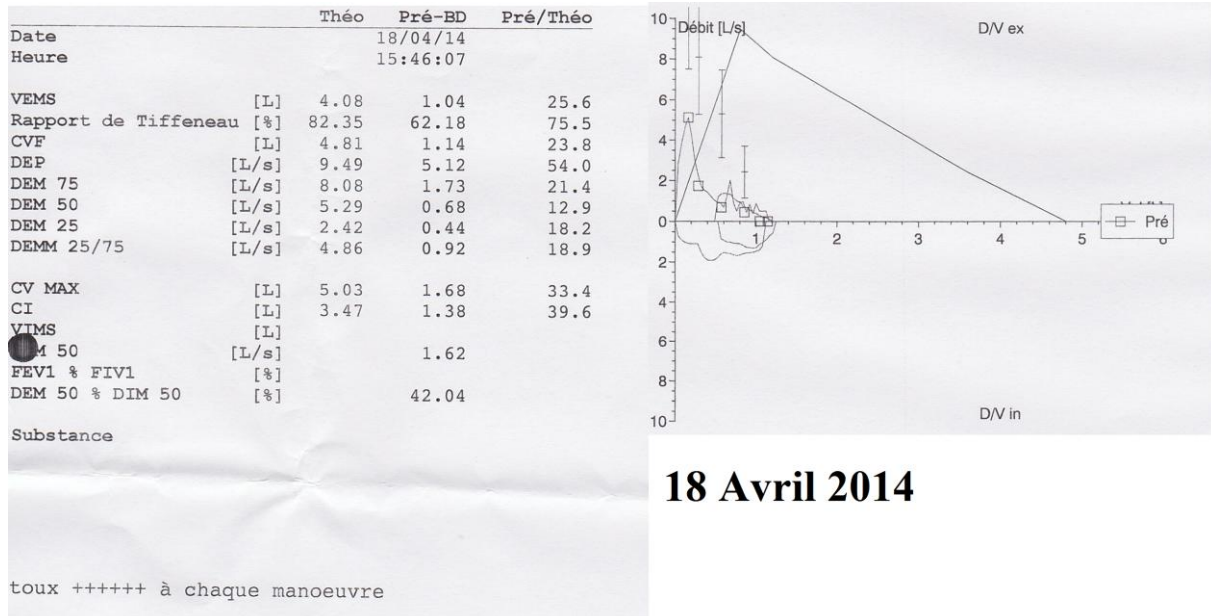 Théo Pré-BD Pré/Théo
Date 18/04/14
Heure 15:46:07
VEMS [L] 4.08 1.04 25.6
Rapport de Tiffeneau [%] 82.35 62.18 75.5
CVF [L] 4.81 1.14 23.8
DEP [L/s] 9.49 5.12 54.0
DEM 75 [L/s] 8.08 1.73 21.4
DEM 50 [L/s] 5.29 0.68 12.9
DEM 25 [L/s] 2.42 0.44 18.2
DEMM 25/75 [L/s] 4.86 0.92 18.9
CV MAX [L] 5.03 1.68 33.4
CI [L] 3.47 1.38 39.6
VIMS [L]
M 50 [L/s] 1.62
FEV1 % FIV1 [%]
DEM 50 % DIM 50 [%] 42.04
Substance
toux ++++++ à chaque manoeuvre
10
Débit [L/s]
D/V ex
8
6
4
2
0
1 2 3 4 5 6
Pré
2
4
6
8
10
D/V in
18 Avril 2014